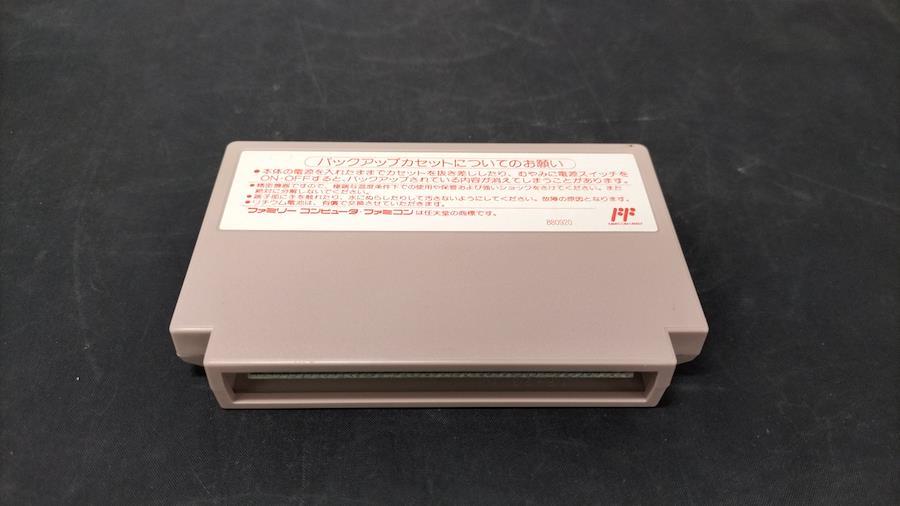 バックアップカセットについてのお願い
●本体の電源を入れたままでカセットを抜き差ししたり、むやみに電源スイッチを
ON・OFFすると、バックアップされている内容が消えてしまうことがあります。
●精密機器ですので、極端な温度条件下での使用や保管および強いショックをさけてください。また
絶対に分解しないでください。
●端子部に手を触れたり、水にぬらしたりして汚さないようにしてください。故障の原因となります。
●リチウム電池は、有償で交換させていただきます。
ファミリー コンピュータ・ファミコンは任天堂の商標です。
880920